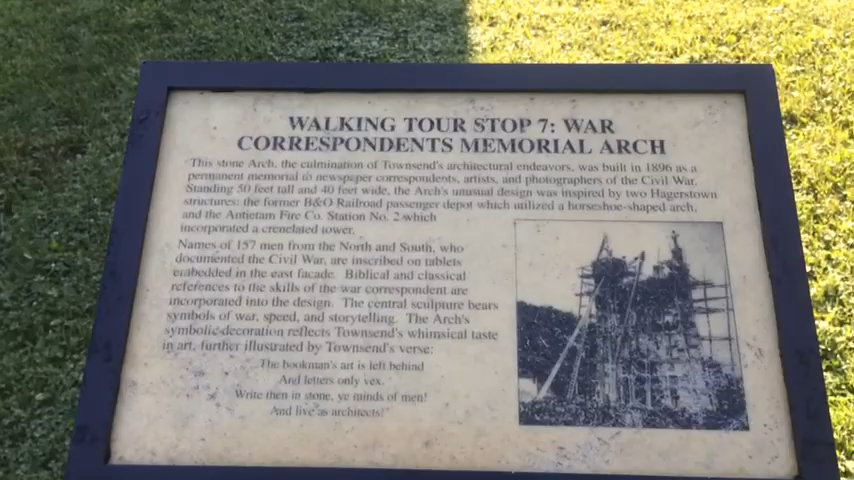 WALKING TOUR STOP 7: WAR
CORRESPONDENTS MEMORIAL ARCH
This stone Arch, the culmination of Townsend's architectural endeavors, was built in 1896 as a
permanent memorial to newspaper correspondents, artists, and photographers of the Civil War.
Standing 50 feet tall and 40 feet wide, the Arch's unusual design was inspired by two Hagerstown
structures: the former B&O Railroad passenger depot which utilized a horseshoe-shaped arch,
and the Antietam Fire Co. Station No. 2 which
incorporated a crenelated tower.
Names of 157 men from the North and South, who
documented the Civil War, are inscribed on tablets
embedded in the east facade. Biblical and classical
references to the skills of the war correspondent are
incorporated into the design. The central sculpture bears
symbols of war, speed, and storytelling. The Arch's
symbolic decoration reflects Townsend's whimsical taste
in art, further illustrated by Townsend's verse:
The bookman's art is left behind
And letters only vex.
Write then in stone, ye minds of men!
And live as architects!